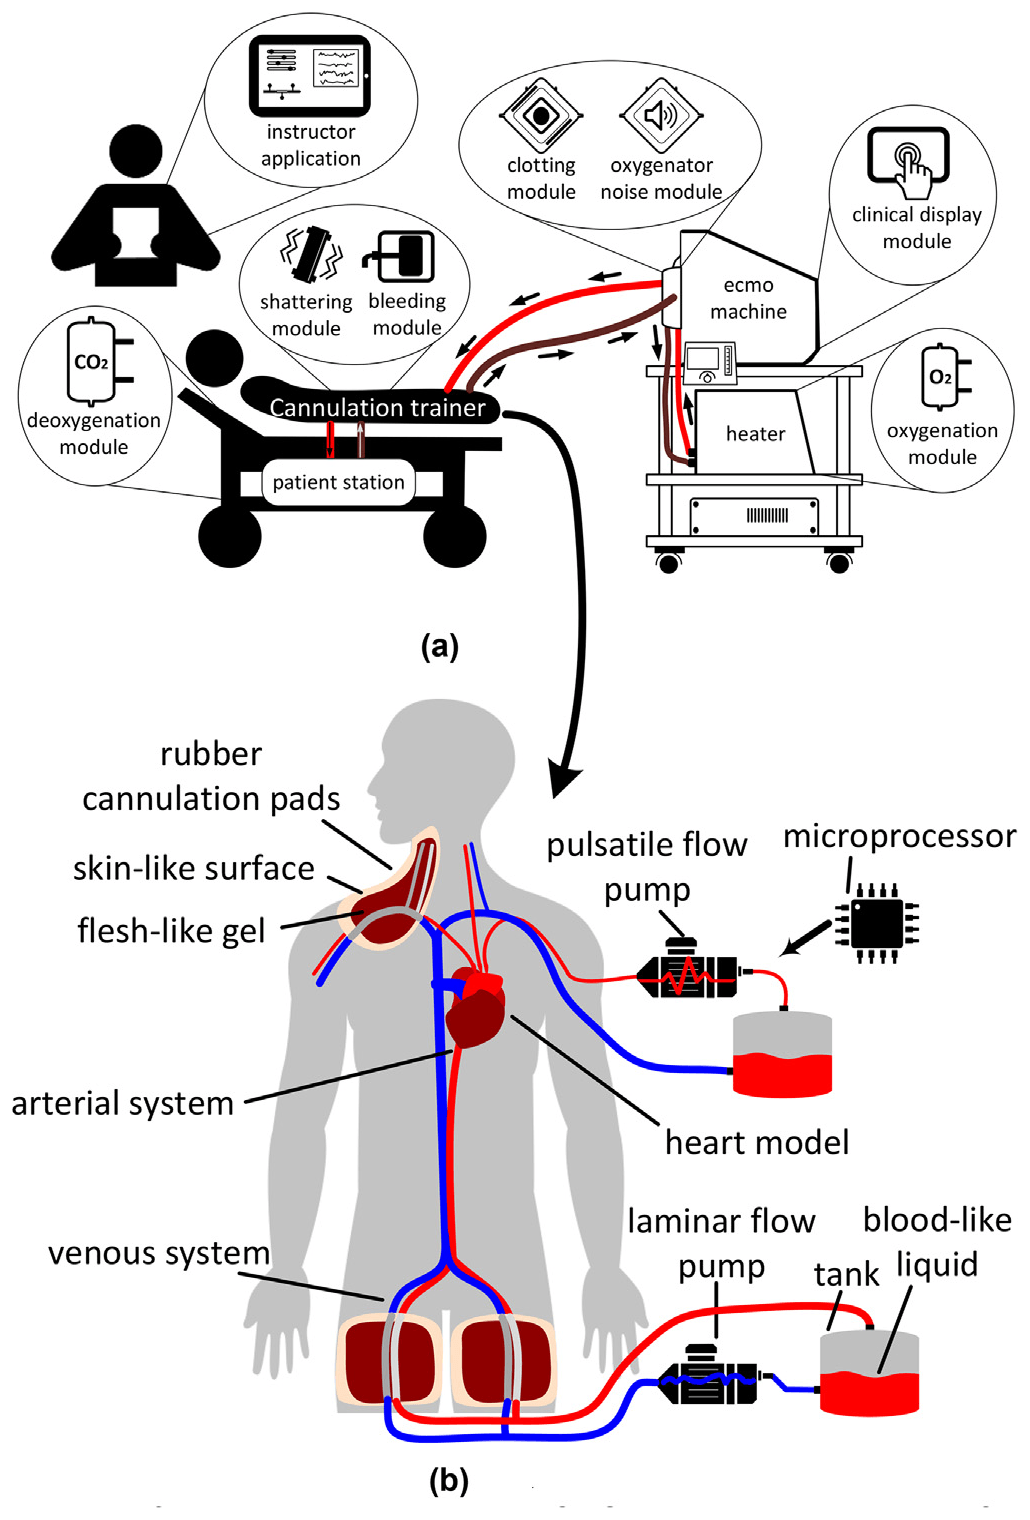 instructor
application
clotting
module
oxygenator
noise module
clinical display
module
shattering
module
bleeding
module
ecmo
machine
CO2
deoxygenation
module
O2
oxygenation
module
Cannulation trainer
heater
patient station
(a)
rubber
cannulation pads
skin-like surface
flesh-like gel
pulsatile flow
pump
microprocessor
arterial system
heart model
venous system
laminar flow
pump
blood-like
liquid
tank
(b)